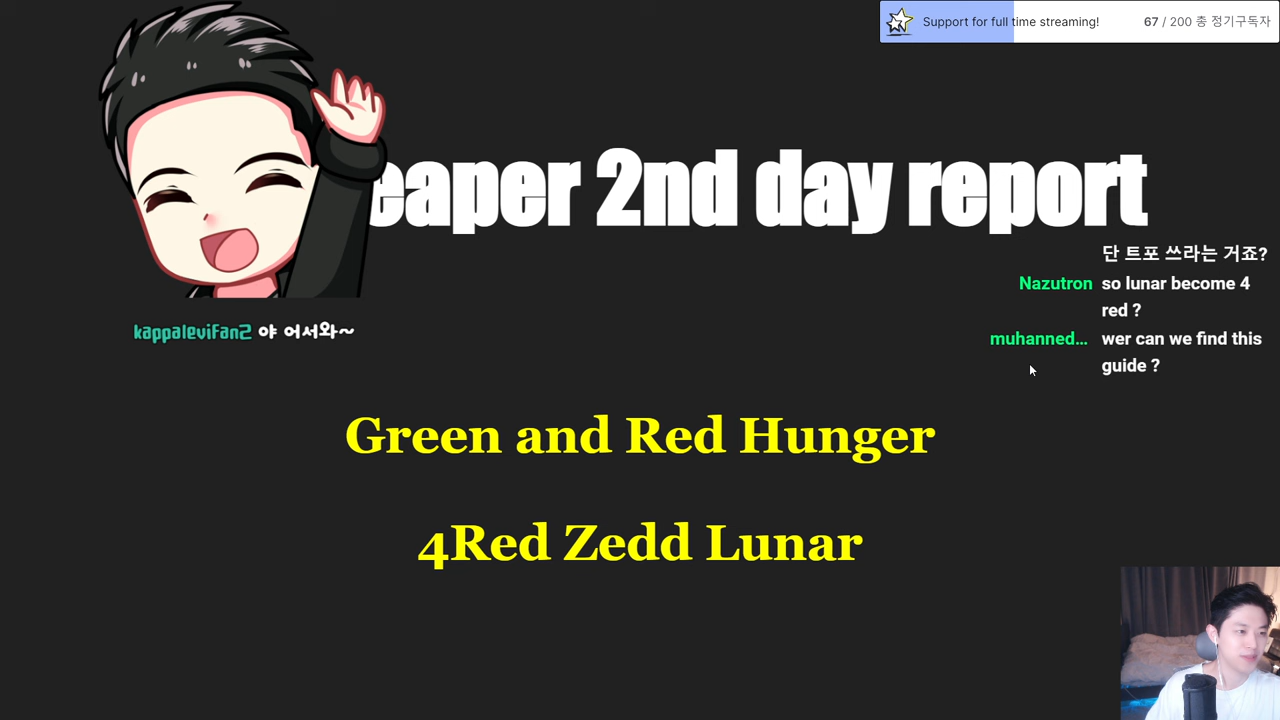 Support for full time streaming! 67 / 200 총 정기구독자
eaper 2nd day report
단 트포 쓰라는 거죠?
Nazutron so lunar become 4
red ?
muhanned... wer can we find this
guide ?
kappalevifan2 야 어서와~
Green and Red Hunger
4Red Zedd Lunar